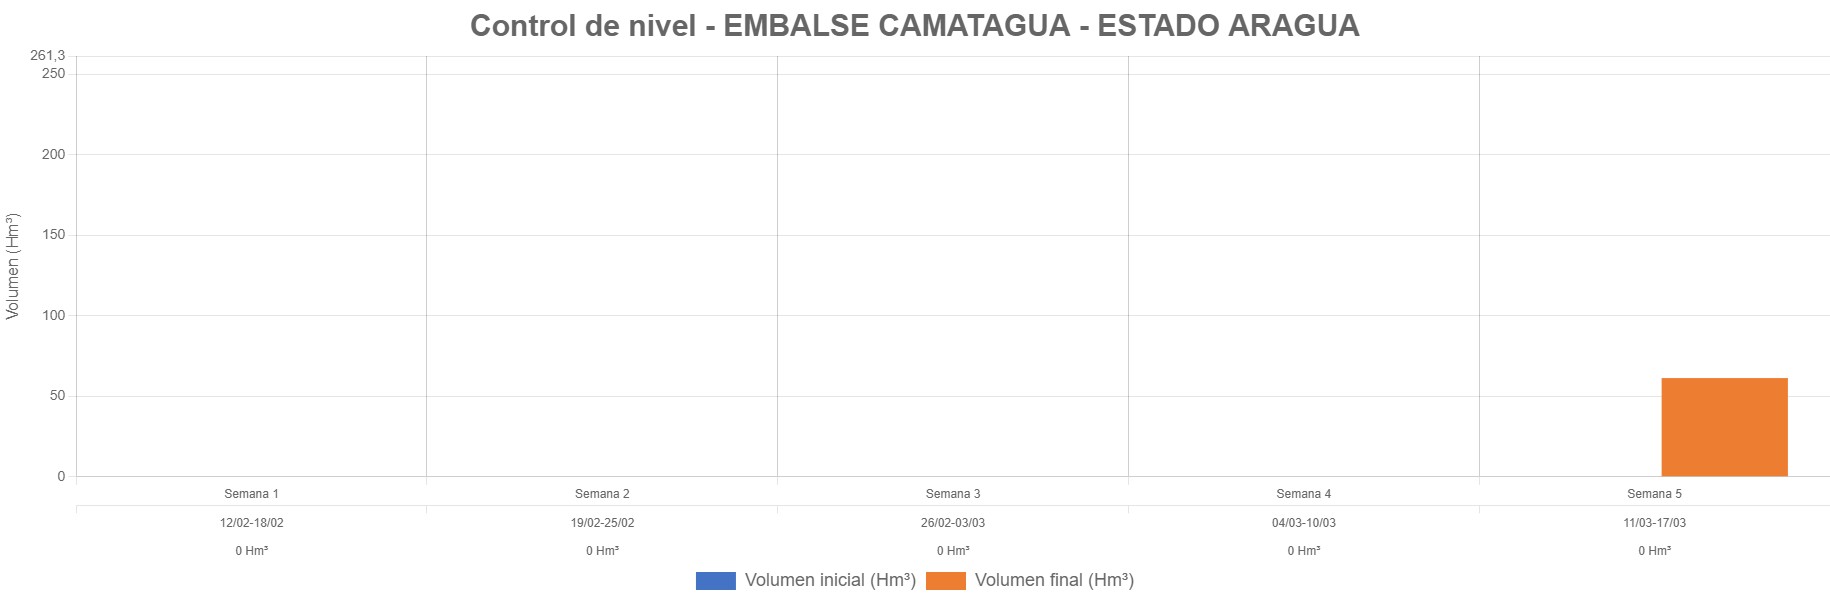 Control de nivel - EMBALSE CAMATAGUA - ESTADO ARAGUA
261,3
250
200
150
100
50
0
Volumen (Hm³)
Semana 1 Semana 2 Semana 3 Semana 4 Semana 5
12/02-18/02 19/02-25/02 26/02-03/03 04/03-10/03 11/03-17/03
0 Hm³ 0 Hm³ 0 Hm³ 0 Hm³ 0 Hm³
Volumen inicial (Hm³) Volumen final (Hm³)